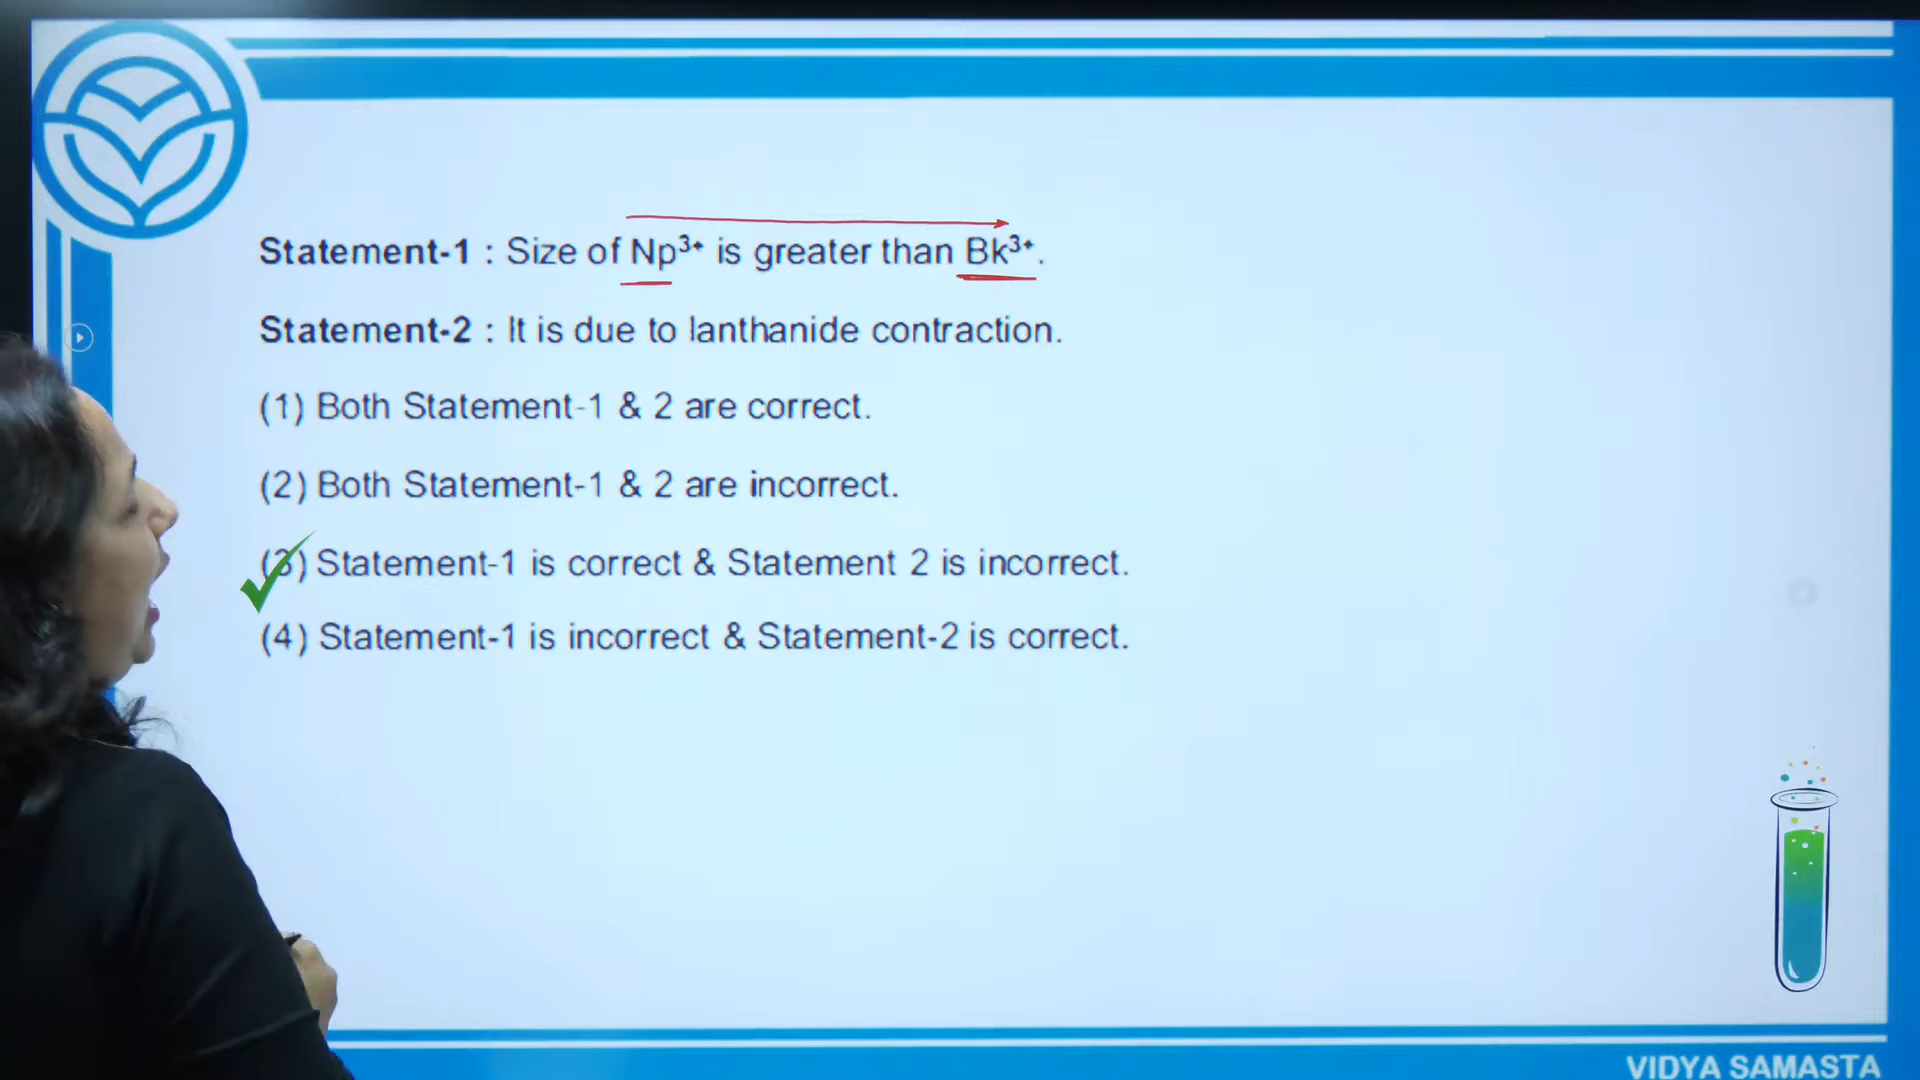 Statement-1 : Size of Np³⁺ is greater than Bk³⁺.
Statement-2 : It is due to lanthanide contraction.
(1) Both Statement-1 & 2 are correct.
(2) Both Statement-1 & 2 are incorrect.
(3) Statement-1 is correct & Statement 2 is incorrect.
(4) Statement-1 is incorrect & Statement-2 is correct.
VIDYA SAMASTA